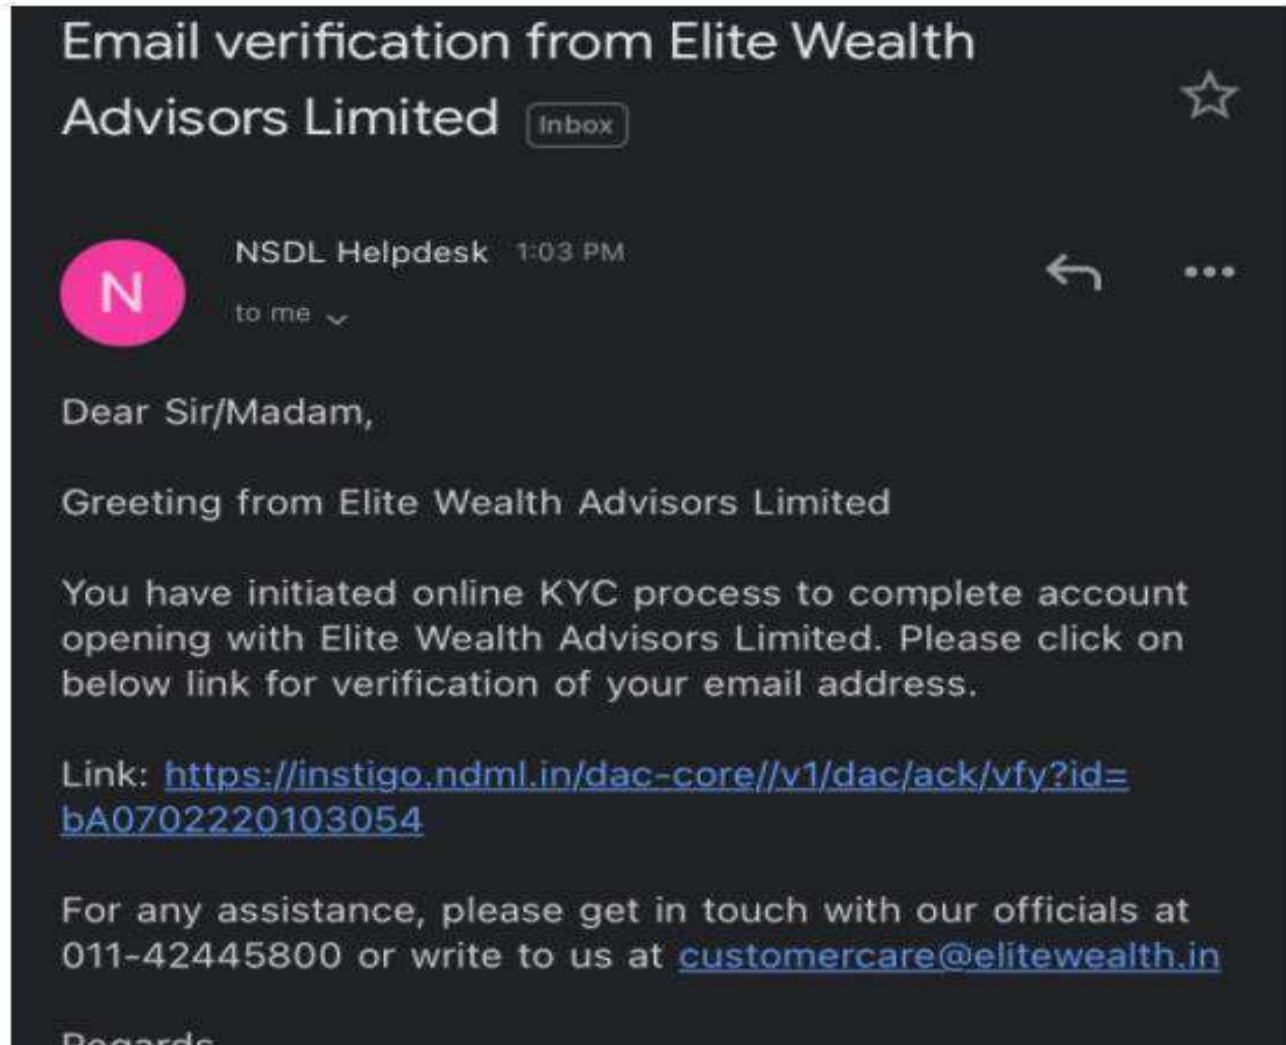 Email verification from Elite Wealth
Advisors Limited Inbox
NSDL Helpdesk 1:03 PM
N
to me
Dear Sir/Madam,
Greeting from Elite Wealth Advisors Limited
You have initiated online KYC process to complete account
opening with Elite Wealth Advisors Limited. Please click on
below link for verification of your email address.
Link: https://instigo.ndml.in/dac-core//v1/dac/ack/vfy?id=
bA0702220103054
For any assistance, please get in touch with our officials at
011-42445800 or write to us at customercare@elitewealth.in
Regards